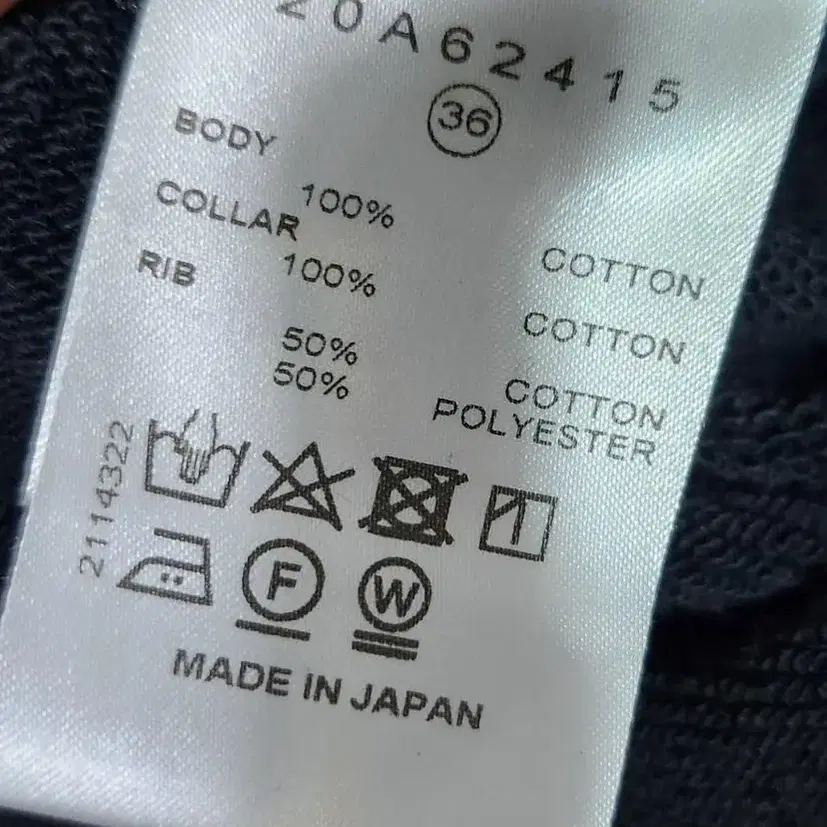 20A62415
36
BODY
100% COTTON
COLLAR
100% COTTON
RIB
50% COTTON
50% POLYESTER
2114322
F W
MADE IN JAPAN